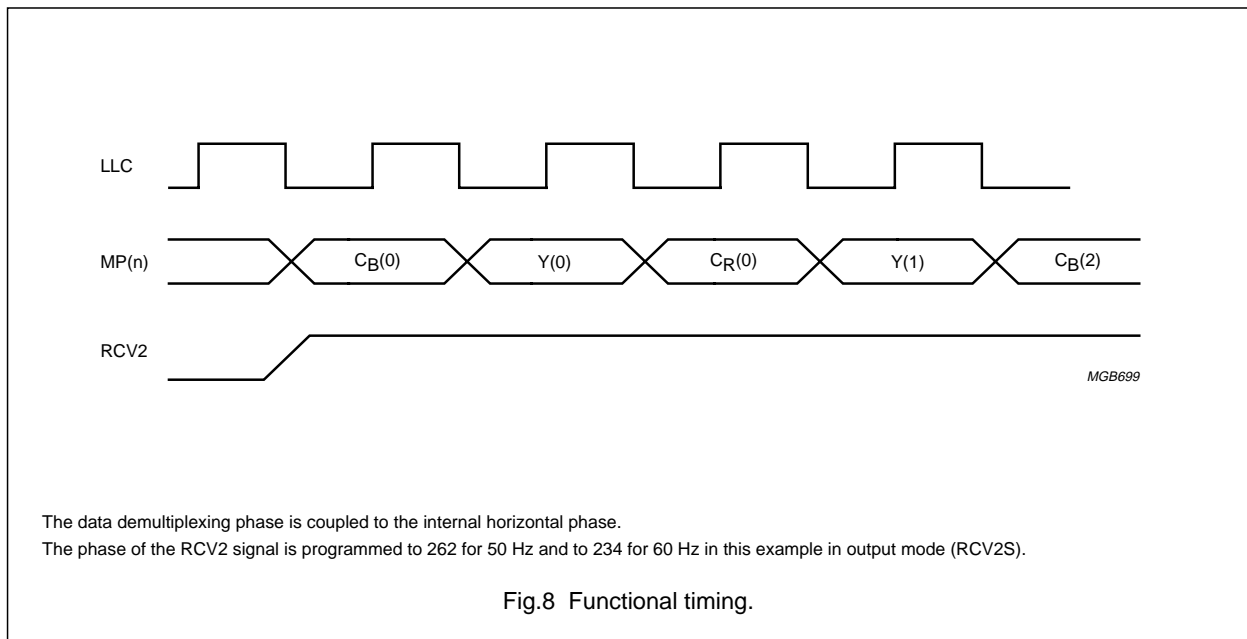 LLC
MP(n) CB(0) Y(0) CR(0) Y(1) CB(2)
RCV2
MGB699
The data demultiplexing phase is coupled to the internal horizontal phase.
The phase of the RCV2 signal is programmed to 262 for 50 Hz and to 234 for 60 Hz in this example in output mode (RCV2S).
Fig.8 Functional timing.